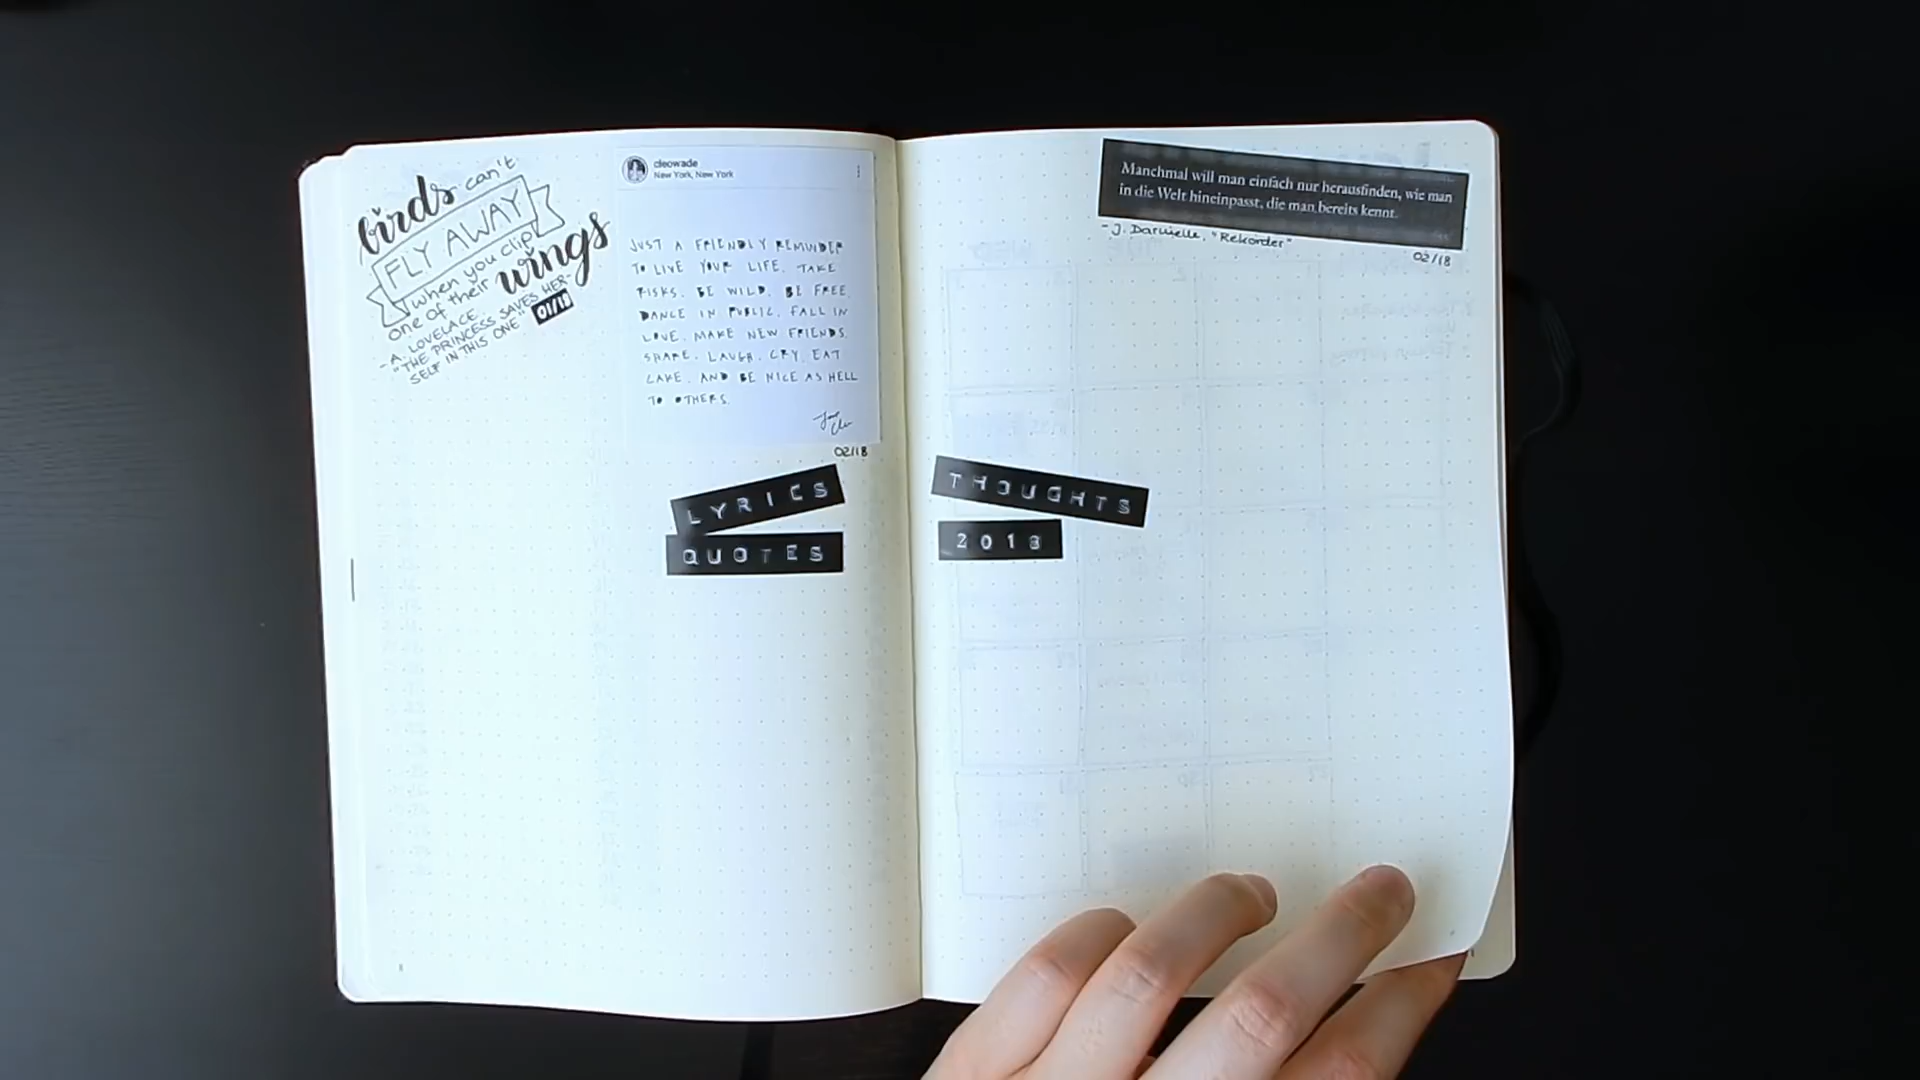 birds can't
FLY AWAY
when you clip
one of their wings
- A. LOVELACE
"THE PRINCESS SAVES HER-
SELF IN THIS ONE"
01/18
cleowade
New York, New York
JUST A FRIENDLY REMINDER
TO LIVE YOUR LIFE. TAKE
RISKS. BE WILD. BE FREE.
DANCE IN PUBLIC. FALL IN
LOVE. MAKE NEW FRIENDS.
SHARE. LAUGH. CRY. EAT
CAKE. AND BE NICE AS HELL
TO OTHERS.
02/18
LYRICS
QUOTES
Manchmal will man einfach nur herausfinden, wie man
in die Welt hineinpasst, die man bereits kennt.
- J. Darnielle, "Rekorder"
02/18
THOUGHTS
2018
8